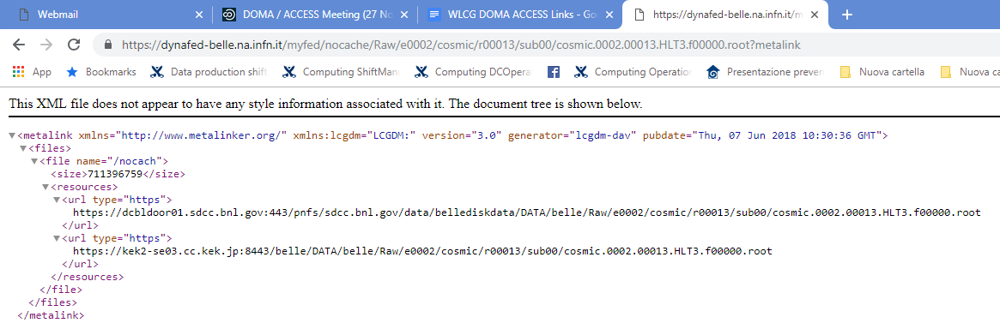 Webmail
DOMA / ACCESS Meeting (27 No
WLCG DOMA ACCESS Links - Goo
https://dynafed-belle.na.infn.it/m
https://dynafed-belle.na.infn.it/myfed/nocache/Raw/e0002/cosmic/r00013/sub00/cosmic.0002.00013.HLT3.f00000.root?metalink
App
Bookmarks
Data production shift
Computing ShiftMana
Computing DCOpera
Computing Operation
Presentazione preven
Nuova cartella
Nuova ca
This XML file does not appear to have any style information associated with it. The document tree is shown below.
<metalink xmlns="http://www.metalinker.org/" xmlns:lcgdm="LCGDM:" version="3.0" generator="lcgdm-dav" pubdate="Thu, 07 Jun 2018 10:30:36 GMT">
<files>
<file name="/nocach">
<size>711396759</size>
<resources>
<url type="https">
https://dcbldoor01.sdcc.bnl.gov:443/pnfs/sdcc.bnl.gov/data/bellediskdata/DATA/belle/Raw/e0002/cosmic/r00013/sub00/cosmic.0002.00013.HLT3.f00000.root
</url>
<url type="https">
https://kek2-se03.cc.kek.jp:8443/belle/DATA/belle/Raw/e0002/cosmic/r00013/sub00/cosmic.0002.00013.HLT3.f00000.root
</url>
</resources>
</file>
</files>
</metalink>